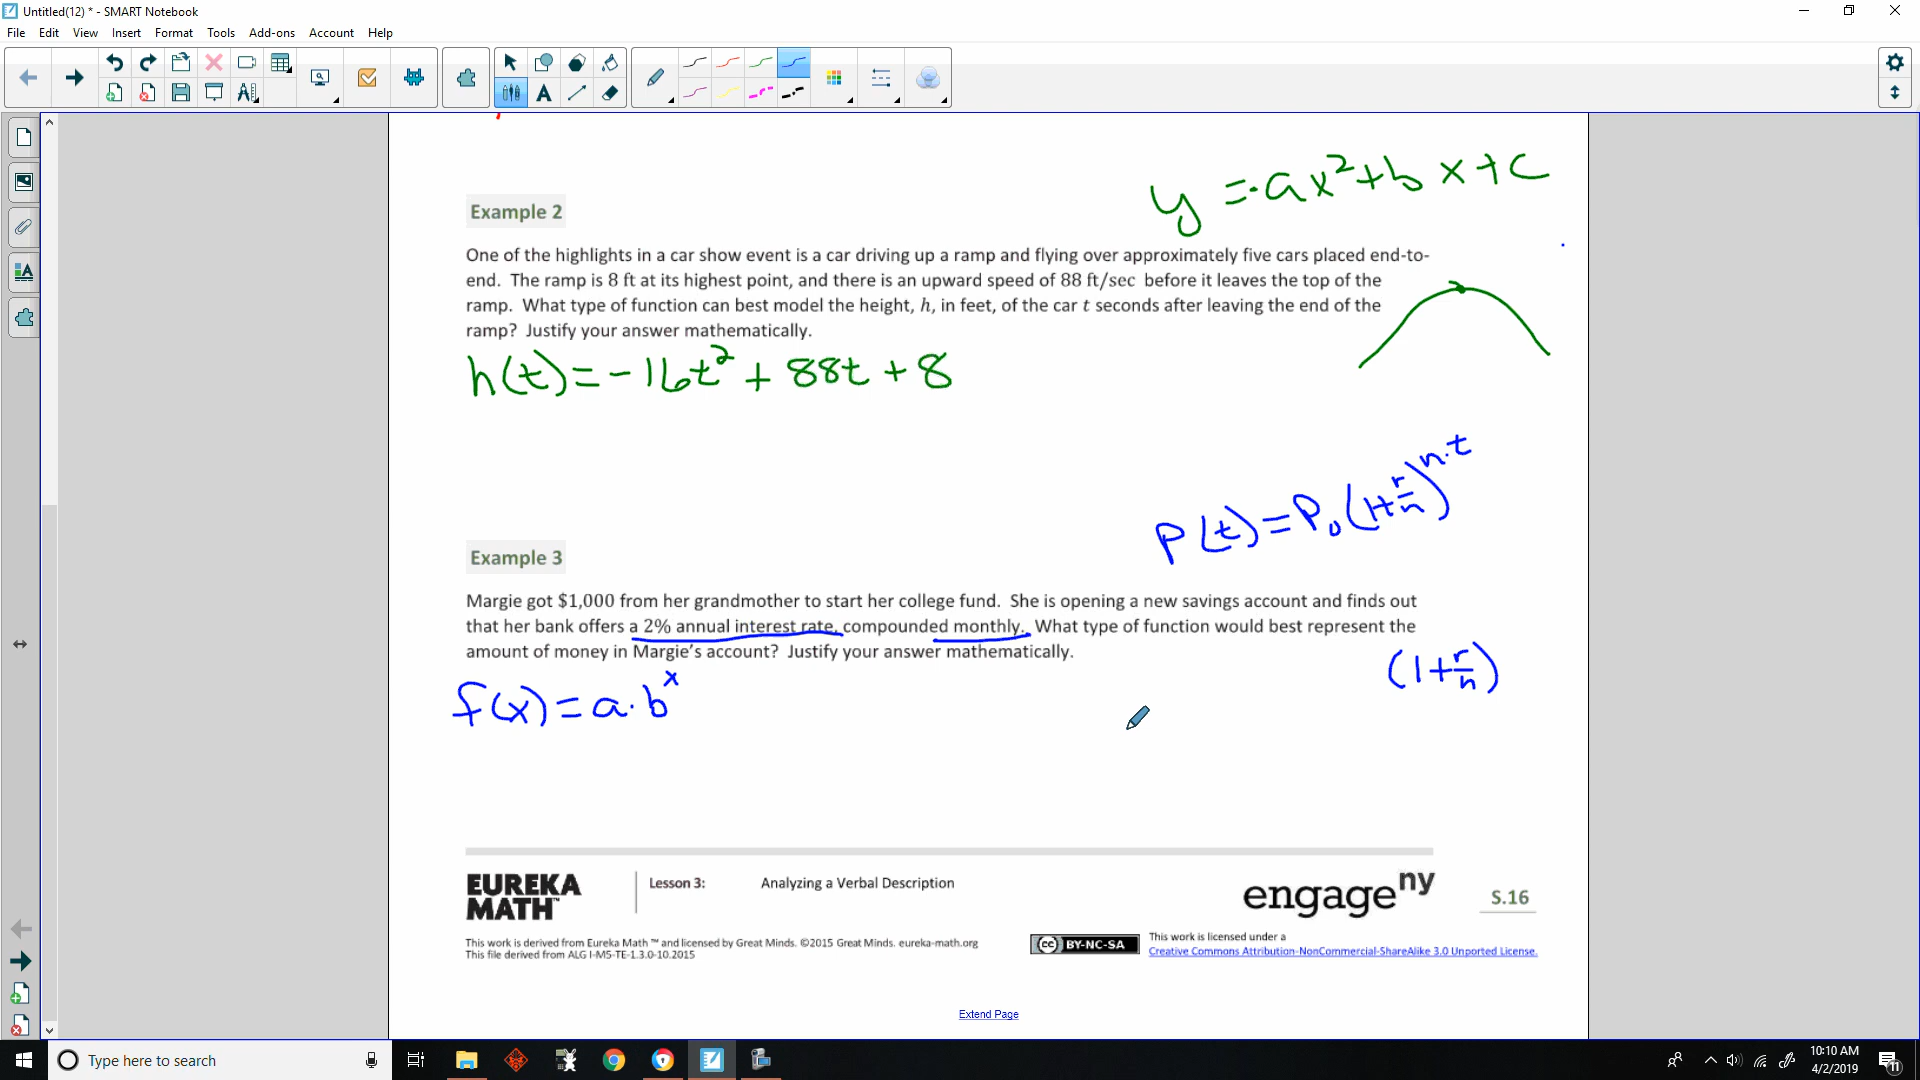 Untitled(12) * - SMART Notebook
File Edit View Insert Format Tools Add-ons Account Help
y = ax²+bx+c
Example 2
One of the highlights in a car show event is a car driving up a ramp and flying over approximately five cars placed end-to-
end. The ramp is 8 ft at its highest point, and there is an upward speed of 88 ft/sec before it leaves the top of the
ramp. What type of function can best model the height, h, in feet, of the car t seconds after leaving the end of the
ramp? Justify your answer mathematically.
h(t) = -16t² + 88t + 8
P(t) = P₀(1+r/n)^n·t
Example 3
Margie got $1,000 from her grandmother to start her college fund. She is opening a new savings account and finds out
that her bank offers a 2% annual interest rate, compounded monthly. What type of function would best represent the
amount of money in Margie's account? Justify your answer mathematically.
(1+r/n)
f(x) = a·b^x
EUREKA
MATH™
Lesson 3: Analyzing a Verbal Description
engageny
S.16
This work is derived from Eureka Math ™ and licensed by Great Minds. ©2015 Great Minds. eureka-math.org
This file derived from ALG I-M5-TE-1.3.0-10.2015
cc BY-NC-SA
This work is licensed under a
Creative Commons Attribution-NonCommercial-ShareAlike 3.0 Unported License.
Extend Page
Type here to search
10:10 AM
4/2/2019
11